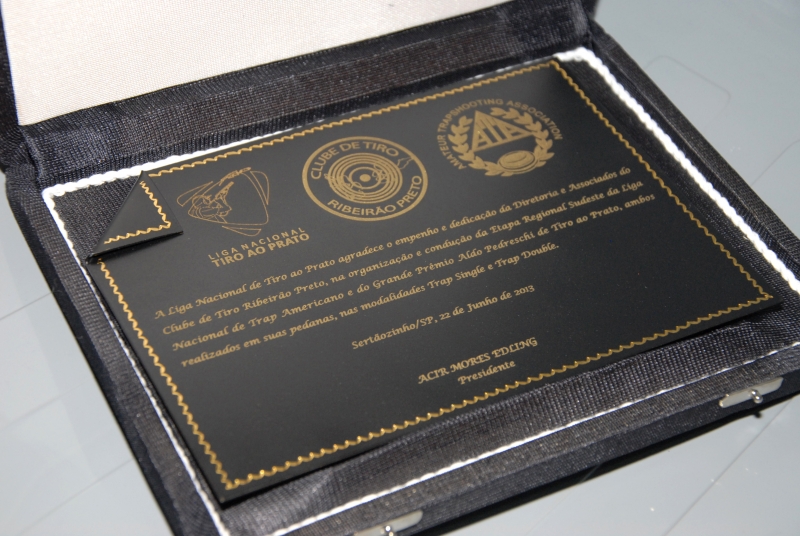 LIGA NACIONAL
TIRO AO PRATO
CLUBE DE TIRO
RIBEIRÃO PRETO
AMATEUR TRAPSHOOTING ASSOCIATION
ATA
A Liga Nacional de Tiro ao Prato agradece o empenho e dedicação da Diretoria e Associados do
Clube de Tiro Ribeirão Preto, na organização e condução da Etapa Regional Sudeste da Liga
Nacional de Trap Americano e do Grande Prêmio Aldo Pedreschi de Tiro ao Prato, ambos
realizados em suas pedanas, nas modalidades Trap Single e Trap Double.
Sertãozinho/SP, 22 de Junho de 2013
ACIR MORES EDLING
Presidente